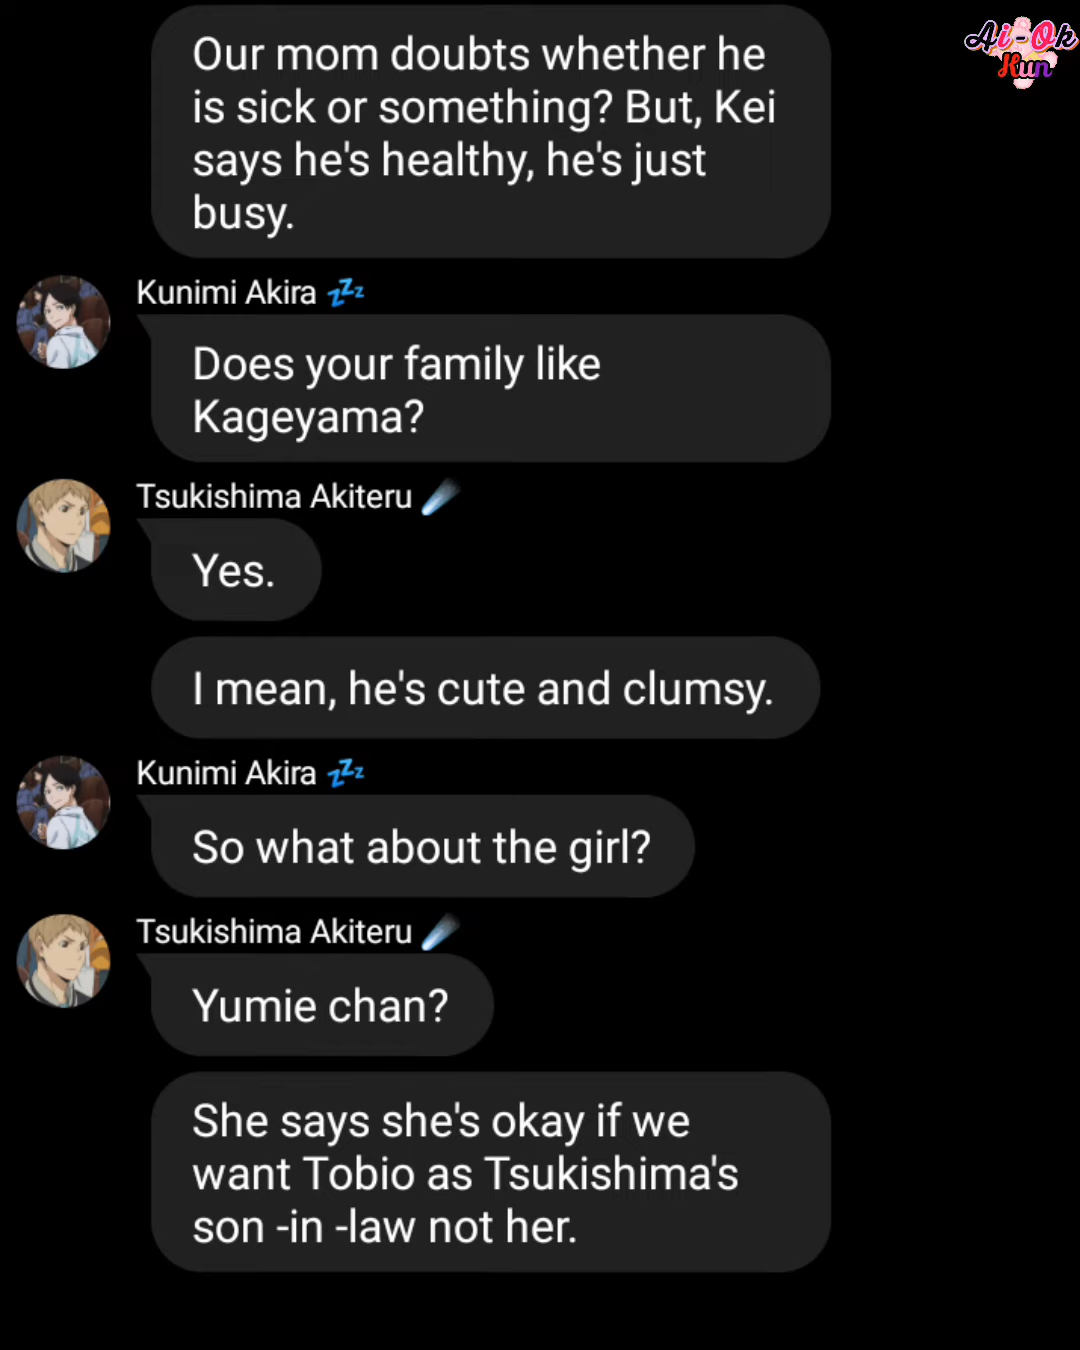 Ai-Ok
Kun
Our mom doubts whether he
is sick or something? But, Kei
says he's healthy, he's just
busy.
Kunimi Akira 💤
Does your family like
Kageyama?
Tsukishima Akiteru ☄️
Yes.
I mean, he's cute and clumsy.
Kunimi Akira 💤
So what about the girl?
Tsukishima Akiteru ☄️
Yumie chan?
She says she's okay if we
want Tobio as Tsukishima's
son -in -law not her.